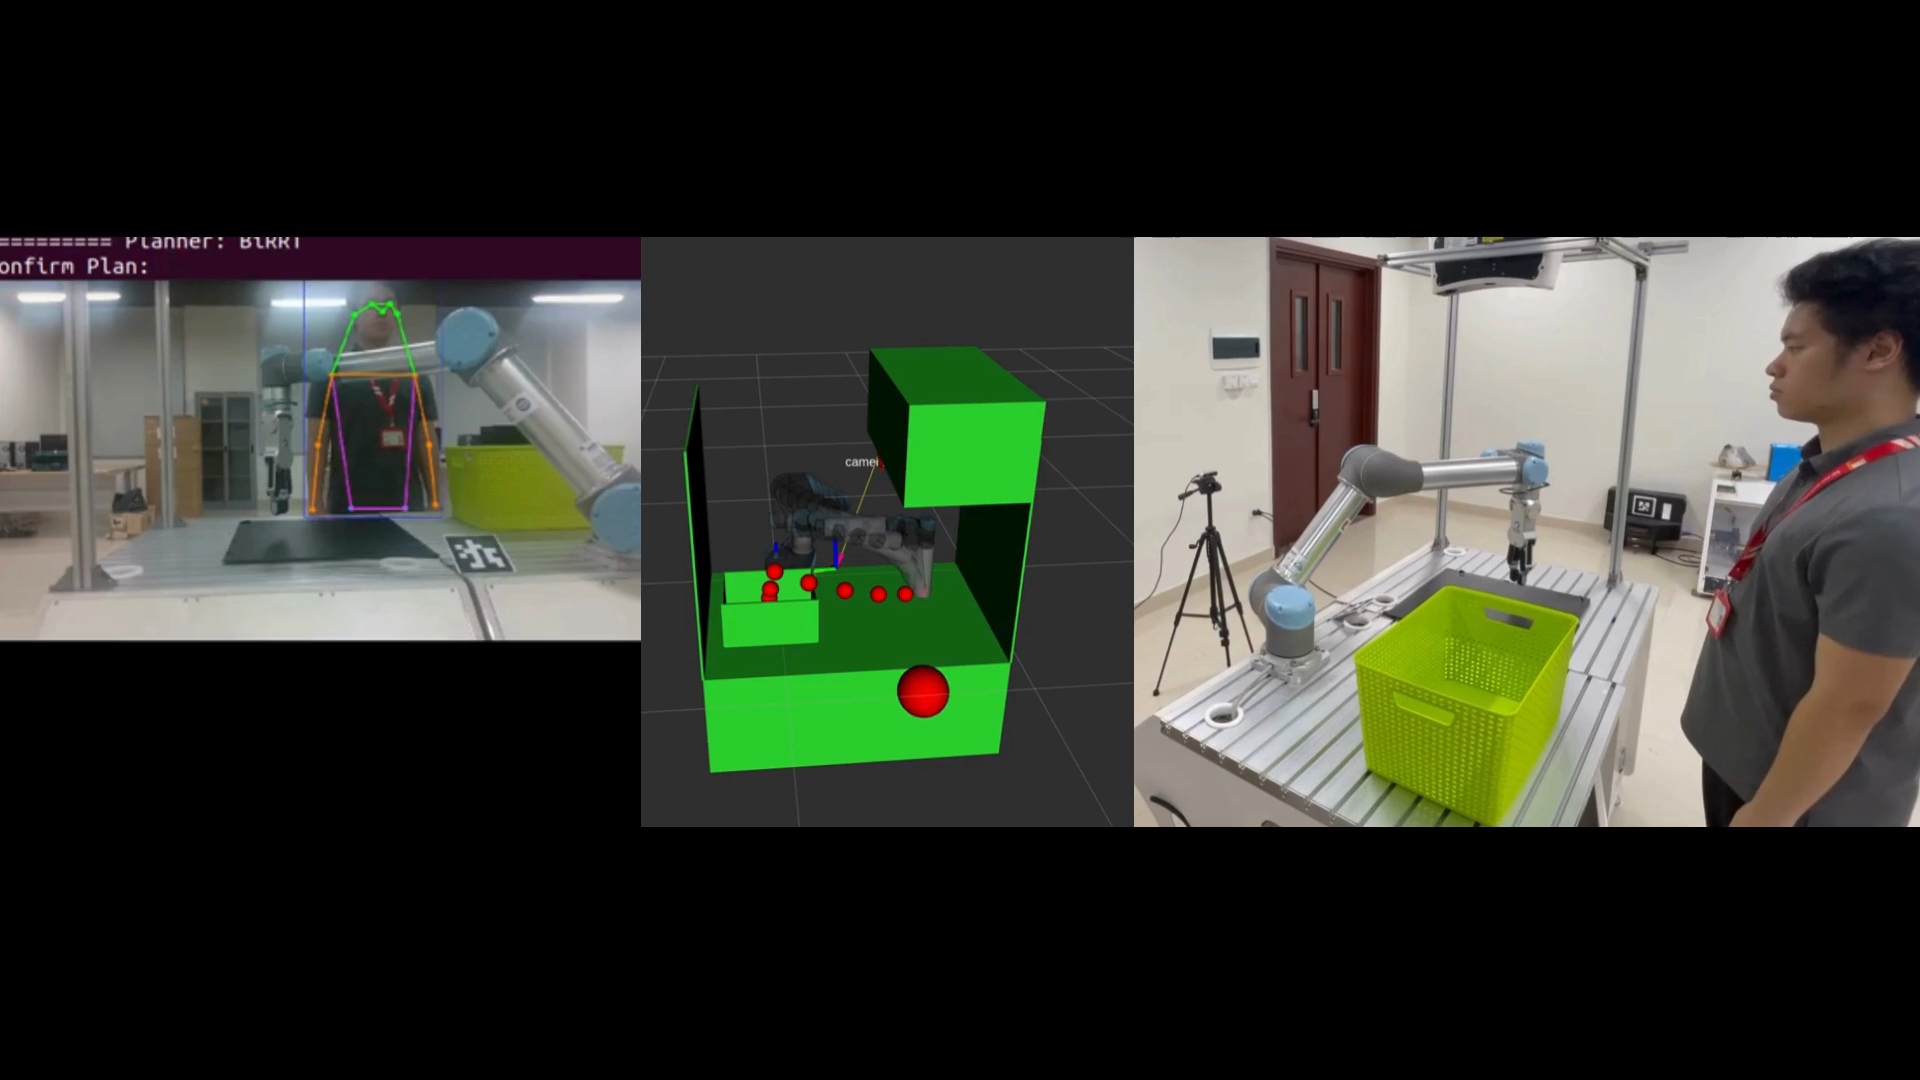 ========= Planner: BiRRT
onfirm Plan:
camei